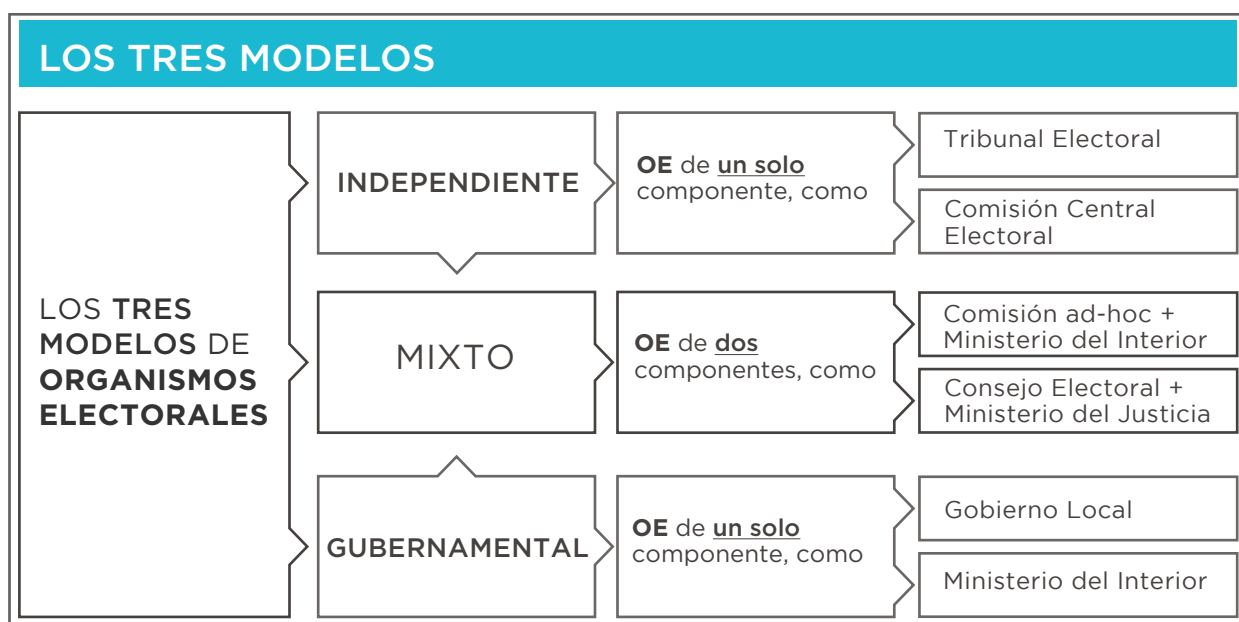 LOS TRES MODELOS
LOS TRES
MODELOS DE
ORGANISMOS
ELECTORALES
INDEPENDIENTE
OE de un solo
componente, como
Tribunal Electoral
Comisión Central
Electoral
MIXTO
OE de dos
componentes, como
Comisión ad-hoc +
Ministerio del Interior
Consejo Electoral +
Ministerio del Justicia
GUBERNAMENTAL
OE de un solo
componente, como
Gobierno Local
Ministerio del Interior